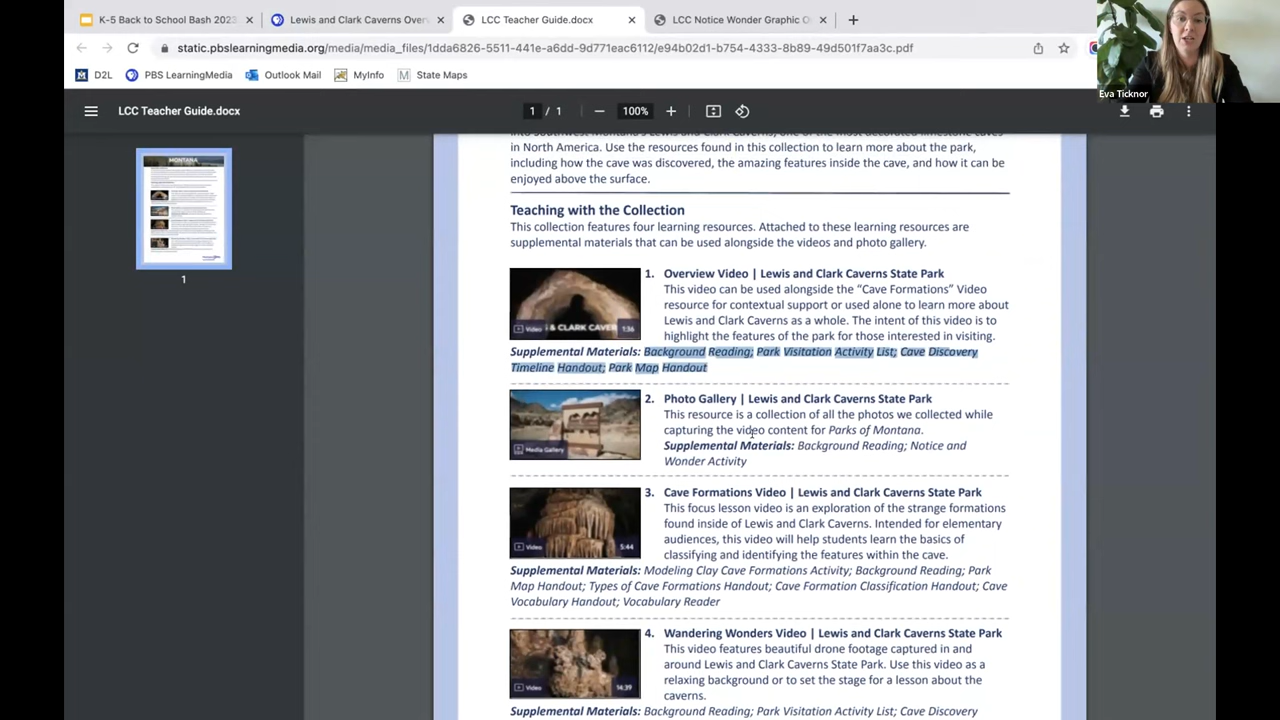 K-5 Back to School Bash 2023
Lewis and Clark Caverns Over
LCC Teacher Guide.docx
LCC Notice Wonder Graphic O
static.pbslearningmedia.org/media/media_files/1dda6826-5511-441e-a6dd-9d771eac6112/e94b02d1-b754-4333-8b89-49d501f7aa3c.pdf
D2L
PBS LearningMedia
Outlook Mail
MyInfo
M State Maps
Eva Ticknor
LCC Teacher Guide.docx
1 / 1
100%
MONTANA
1
in North America. Use the resources found in this collection to learn more about the park,
including how the cave was discovered, the amazing features inside the cave, and how it can be
enjoyed above the surface.
Teaching with the Collection
This collection features four learning resources. Attached to these learning resources are
supplemental materials that can be used alongside the videos and photo gallery.
& CLARK CAVER
Video
1:36
1. Overview Video | Lewis and Clark Caverns State Park
This video can be used alongside the “Cave Formations” Video
resource for contextual support or used alone to learn more about
Lewis and Clark Caverns as a whole. The intent of this video is to
highlight the features of the park for those interested in visiting.
Supplemental Materials: Background Reading; Park Visitation Activity List; Cave Discovery
Timeline Handout; Park Map Handout
Media Gallery
2. Photo Gallery | Lewis and Clark Caverns State Park
This resource is a collection of all the photos we collected while
capturing the video content for Parks of Montana.
Supplemental Materials: Background Reading; Notice and
Wonder Activity
Video
5:44
3. Cave Formations Video | Lewis and Clark Caverns State Park
This focus lesson video is an exploration of the strange formations
found inside of Lewis and Clark Caverns. Intended for elementary
audiences, this video will help students learn the basics of
classifying and identifying the features within the cave.
Supplemental Materials: Modeling Clay Cave Formations Activity; Background Reading; Park
Map Handout; Types of Cave Formations Handout; Cave Formation Classification Handout; Cave
Vocabulary Handout; Vocabulary Reader
Video
14:39
4. Wandering Wonders Video | Lewis and Clark Caverns State Park
This video features beautiful drone footage captured in and
around Lewis and Clark Caverns State Park. Use this video as a
relaxing background or to set the stage for a lesson about the
caverns.
Supplemental Materials: Background Reading; Park Visitation Activity List; Cave Discovery